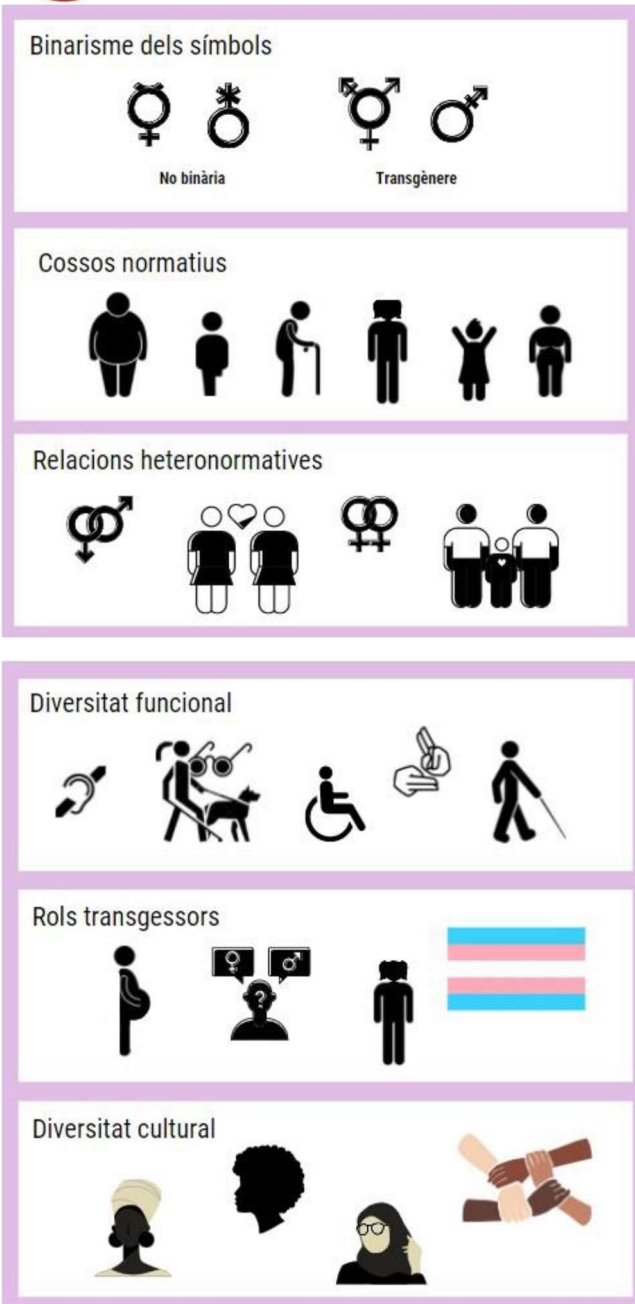 Binarisme dels símbols
No binària
Transgènere
Cossos normatius
Relacions heteronormatives
Diversitat funcional
Rols transgessors
?
Diversitat cultural